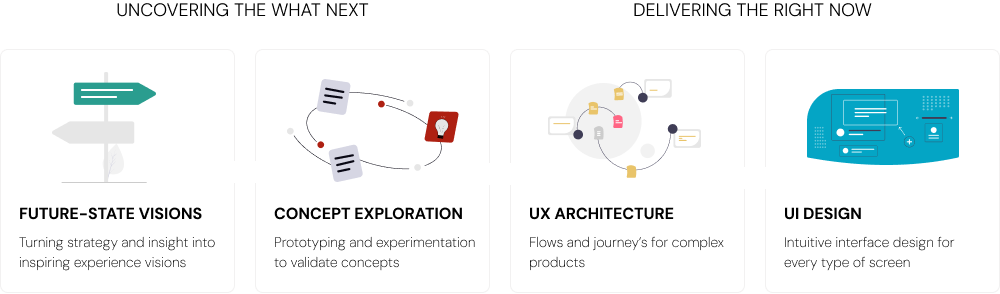 UNCOVERING THE WHAT NEXT
DELIVERING THE RIGHT NOW
FUTURE-STATE VISIONS
Turning strategy and insight into
inspiring experience visions
CONCEPT EXPLORATION
Prototyping and experimentation
to validate concepts
UX ARCHITECTURE
Flows and journey's for complex
products
UI DESIGN
Intuitive interface design for
every type of screen